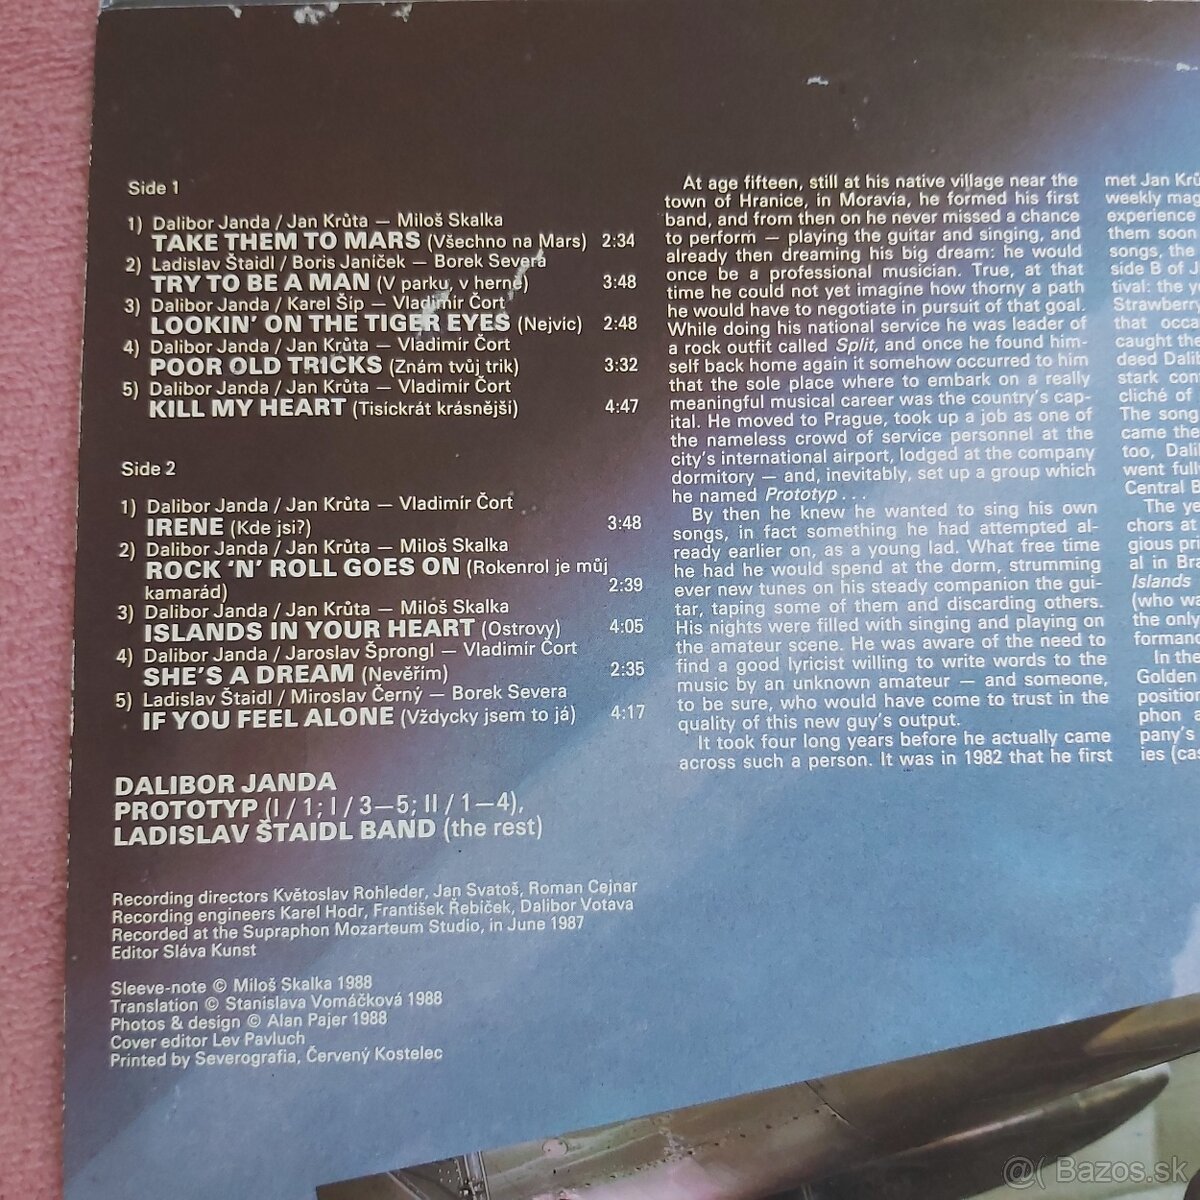 Side 1
1) Dalibor Janda / Jan Krůta — Miloš Skalka
TAKE THEM TO MARS (Všechno na Mars) 2:34
2) Ladislav Štaidl / Boris Janíček — Borek Severa
TRY TO BE A MAN (V parku, v herně) 3:48
3) Dalibor Janda / Karel Šíp — Vladimír Čort
LOOKIN' ON THE TIGER EYES (Nejvíc) 2:48
4) Dalibor Janda / Jan Krůta — Vladimír Čort
POOR OLD TRICKS (Znám tvůj trik) 3:32
5) Dalibor Janda / Jan Krůta — Vladimír Čort
KILL MY HEART (Tisíckrát krásnější) 4:47
Side 2
1) Dalibor Janda / Jan Krůta — Vladimír Čort
IRENE (Kde jsi?) 3:48
2) Dalibor Janda / Jan Krůta — Miloš Skalka
ROCK 'N' ROLL GOES ON (Rokenrol je můj
kamarád) 2:39
3) Dalibor Janda / Jan Krůta — Miloš Skalka
ISLANDS IN YOUR HEART (Ostrovy) 4:05
4) Dalibor Janda / Jaroslav Šprongl — Vladimír Čort
SHE'S A DREAM (Nevěřím) 2:35
5) Ladislav Štaidl / Miroslav Černý — Borek Severa
IF YOU FEEL ALONE (Vždycky jsem to já) 4:17
DALIBOR JANDA
PROTOTYP (I / 1; I / 3—5; II / 1—4),
LADISLAV ŠTAIDL BAND (the rest)
Recording directors Květoslav Rohleder, Jan Svatoš, Roman Cejnar
Recording engineers Karel Hodr, František Řebíček, Dalibor Votava
Recorded at the Supraphon Mozarteum Studio, in June 1987
Editor Sláva Kunst
Sleeve-note © Miloš Skalka 1988
Translation © Stanislava Vomáčková 1988
Photos & design © Alan Pajer 1988
Cover editor Lev Pavluch
Printed by Severografia, Červený Kostelec
At age fifteen, still at his native village near the
town of Hranice, in Moravia, he formed his first
band, and from then on he never missed a chance
to perform — playing the guitar and singing, and
already then dreaming his big dream: he would
once be a professional musician. True, at that
time he could not yet imagine how thorny a path
he would have to negotiate in pursuit of that goal.
While doing his national service he was leader of
a rock outfit called Split, and once he found him-
self back home again it somehow occurred to him
that the sole place where to embark on a really
meaningful musical career was the country's cap-
ital. He moved to Prague, took up a job as one of
the nameless crowd of service personnel at the
city's international airport, lodged at the company
dormitory — and, inevitably, set up a group which
he named Prototyp . . .
By then he knew he wanted to sing his own
songs, in fact something he had attempted al-
ready earlier on, as a young lad. What free time
he had he would spend at the dorm, strumming
ever new tunes on his steady companion the gui-
tar, taping some of them and discarding others.
His nights were filled with singing and playing on
the amateur scene. He was aware of the need to
find a good lyricist willing to write words to the
music by an unknown amateur — and someone,
to be sure, who would have come to trust in the
quality of this new guy's output.
It took four long years before he actually came
across such a person. It was in 1982 that he first
met Jan Krů
weekly mag
experience
them soon
songs, the
side B of J
tival: the y
Strawberr
that occa
caught the
deed Dalib
stark con
cliché of
The song
came the
too, Dalib
went full
Central B
The ye
chors at
gious pri
al in Bra
Islands
(who wa
the only
formanc
In the
Golden
position
phon a
pany's
ies (cas
@( Bazos.sk